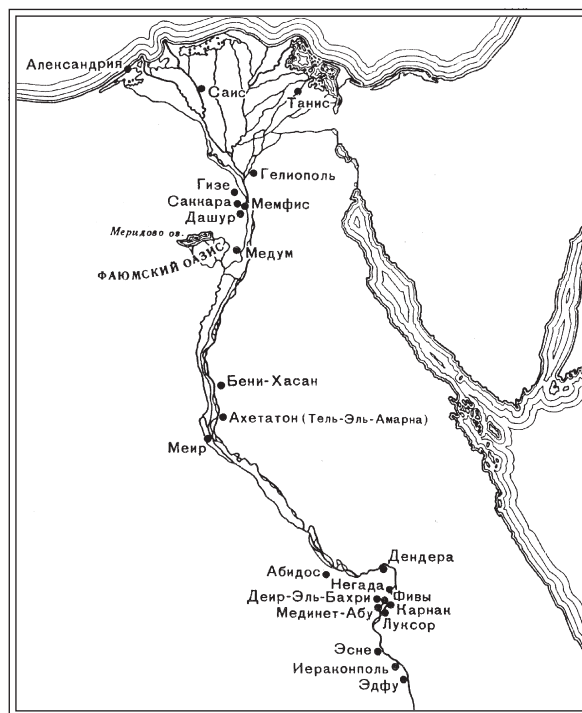 Александрия
Саис
Танис
Гелиополь
Гизе
Саккара
Мемфис
Дашур
Меридово оз.
ФАЮМСКИЙ ОАЗИС
Медум
Бени-Хасан
Ахетатон (Тель-Эль-Амарна)
Меир
Дендера
Абидос
Негада
Деир-Эль-Бахри
Фивы
Карнак
Мединет-Абу
Луксор
Эсне
Иераконполь
Эдфу